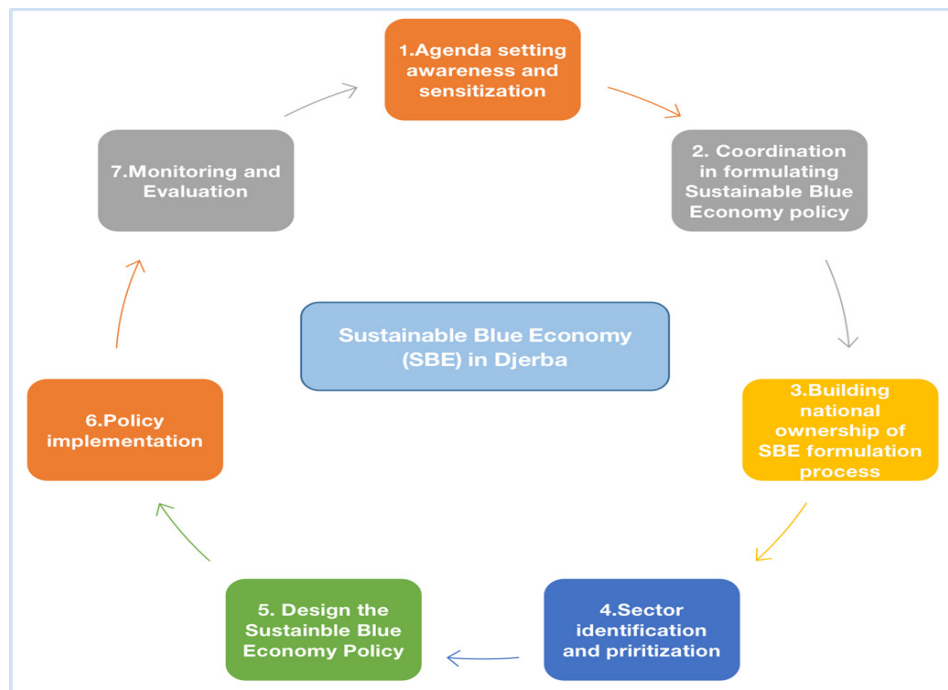 1.Agenda setting
awareness and
sensitization
2. Coordination
in formulating
Sustainable Blue
Economy policy
3.Building
national
ownership of
SBE formulation
process
4.Sector
identification
and priritization
5. Design the
Sustainble Blue
Economy Policy
6.Policy
implementation
7.Monitoring and
Evaluation
Sustainable Blue Economy
(SBE) in Djerba